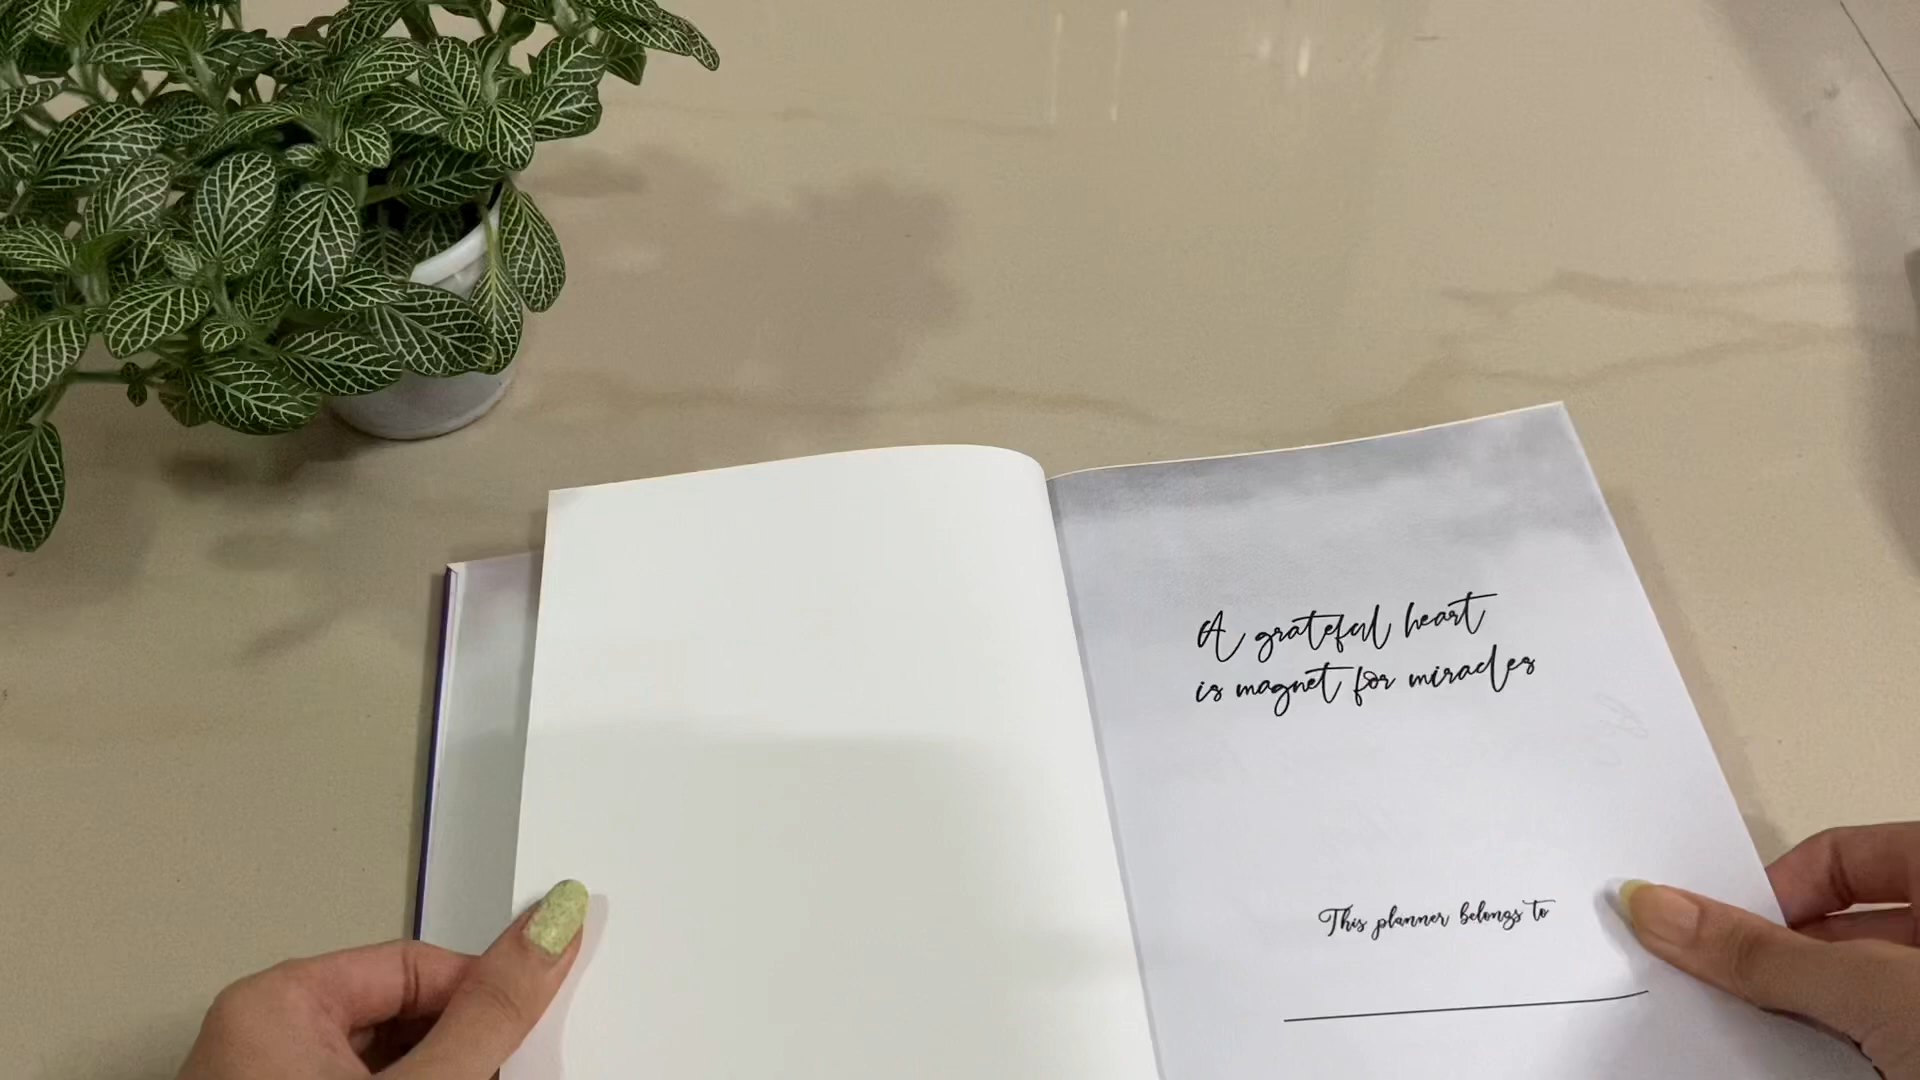 A grateful heart
is magnet for miracles
This planner belongs to